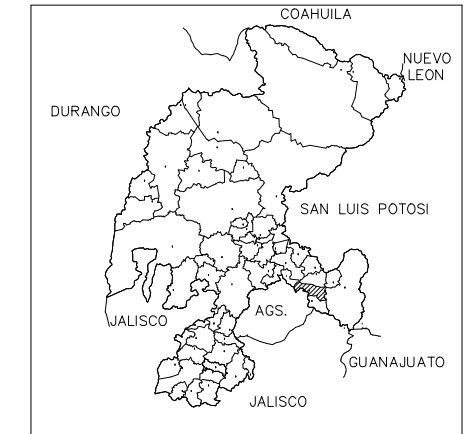 COAHUILA
NUEVO
LEON
DURANGO
SAN LUIS POTOSI
AGS.
JALISCO
GUANAJUATO
JALISCO